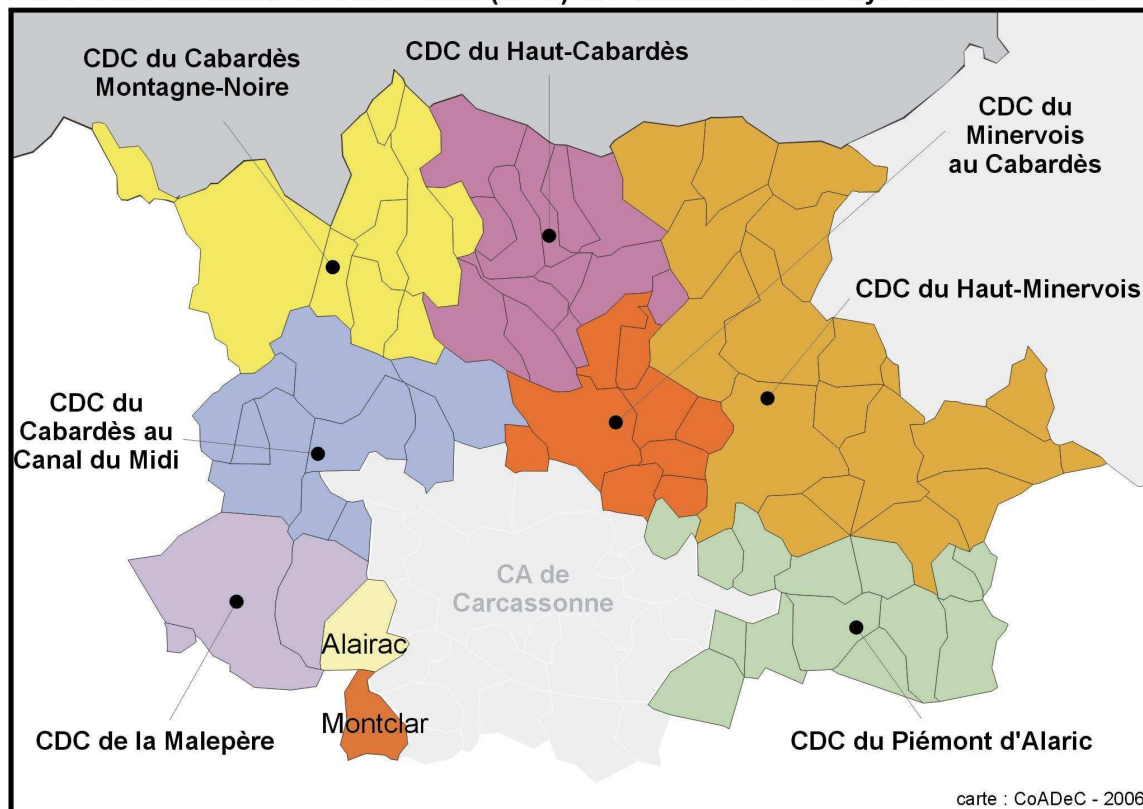 CDC du Cabardès
Montagne-Noire
CDC du Haut-Cabardès
CDC du
Minervois
au Cabardès
CDC du Haut-Minervois
CDC du
Cabardès au
Canal du Midi
CA de
Carcassonne
Alairac
Montclar
CDC de la Malepère
CDC du Piémont d'Alaric
carte : CoADeC - 2006